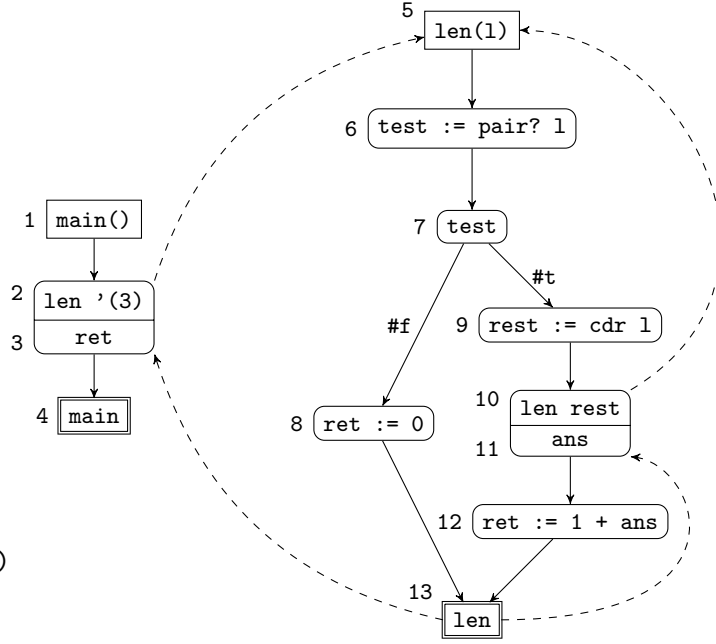 5 len(l)
6 test := pair? l
1 main()
7 test
#f
#t
2 len '(3)
3 ret
9 rest := cdr l
4 main
8 ret := 0
10 len rest
11 ans
12 ret := 1 + ans
)
13 len